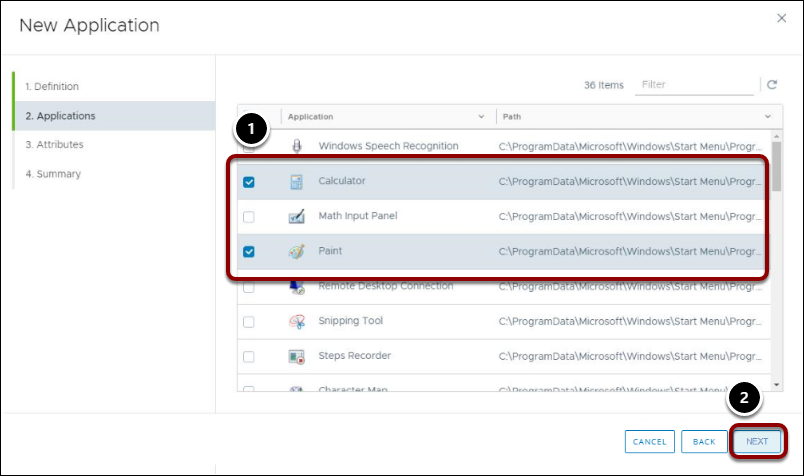 New Application
1. Definition
2. Applications
3. Attributes
4. Summary
36 Items Filter
1
Application Path
Windows Speech Recognition C:\ProgramData\Microsoft\Windows\Start Menu\Progr...
Calculator C:\ProgramData\Microsoft\Windows\Start Menu\Progr...
Math Input Panel C:\ProgramData\Microsoft\Windows\Start Menu\Progr...
Paint C:\ProgramData\Microsoft\Windows\Start Menu\Progr...
Remote Desktop Connection C:\ProgramData\Microsoft\Windows\Start Menu\Progr...
Snipping Tool C:\ProgramData\Microsoft\Windows\Start Menu\Progr...
Steps Recorder C:\ProgramData\Microsoft\Windows\Start Menu\Progr...
Character Map C:\ProgramData\Microsoft\Windows\Start Menu\Progr...
2
CANCEL BACK NEXT